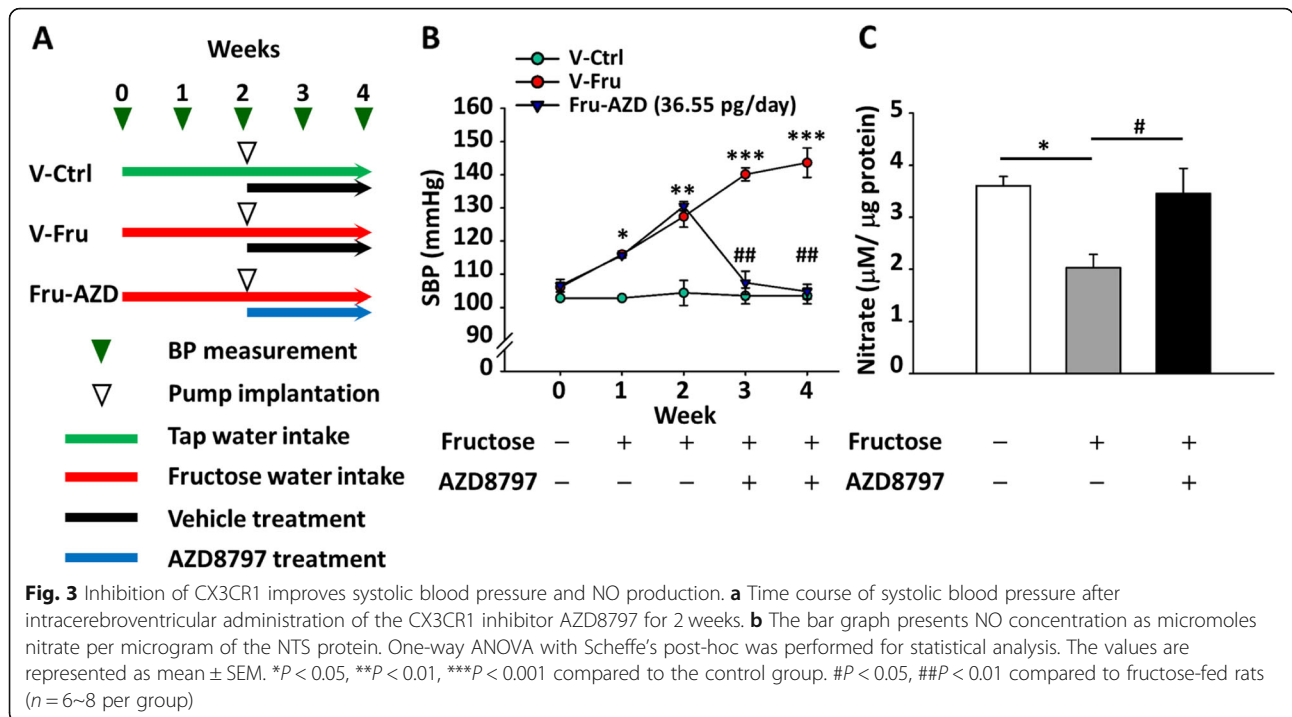 A
Weeks
0 1 2 3 4
V-Ctrl
V-Fru
Fru-AZD
BP measurement
Pump implantation
Tap water intake
Fructose water intake
Vehicle treatment
AZD8797 treatment
B
V-Ctrl
V-Fru
Fru-AZD (36.55 pg/day)
SBP (mmHg)
160
150
140
130
120
110
100
90
0
* ** *** ***
## ##
0 1 2 3 4
Week
Fructose − + + + +
AZD8797 − − − + +
C
Nitrate (µM/ µg protein)
5
4
3
2
1
0
* #
Fructose − + +
AZD8797 − − +
Fig. 3 Inhibition of CX3CR1 improves systolic blood pressure and NO production. a Time course of systolic blood pressure after
intracerebroventricular administration of the CX3CR1 inhibitor AZD8797 for 2 weeks. b The bar graph presents NO concentration as micromoles
nitrate per microgram of the NTS protein. One-way ANOVA with Scheffe's post-hoc was performed for statistical analysis. The values are
represented as mean ± SEM. *P < 0.05, **P < 0.01, ***P < 0.001 compared to the control group. #P < 0.05, ##P < 0.01 compared to fructose-fed rats
(n = 6~8 per group)